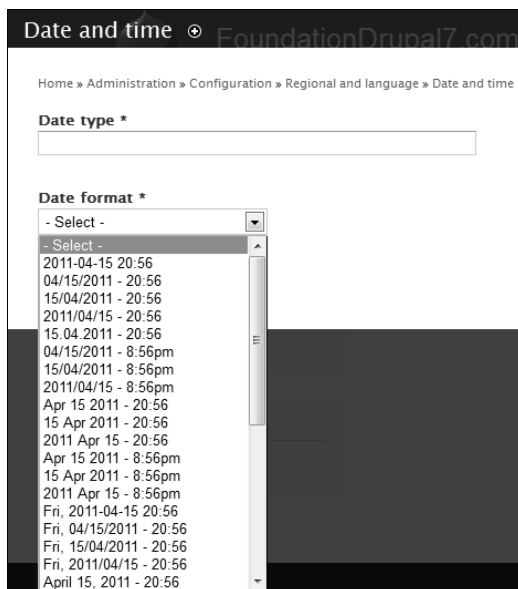 Date and time
FoundationDrupal7.com
Home » Administration » Configuration » Regional and language » Date and time
Date type *
Date format *
- Select -
- Select -
2011-04-15 20:56
04/15/2011 - 20:56
15/04/2011 - 20:56
2011/04/15 - 20:56
15.04.2011 - 20:56
04/15/2011 - 8:56pm
15/04/2011 - 8:56pm
2011/04/15 - 8:56pm
Apr 15 2011 - 20:56
15 Apr 2011 - 20:56
2011 Apr 15 - 20:56
Apr 15 2011 - 8:56pm
15 Apr 2011 - 8:56pm
2011 Apr 15 - 8:56pm
Fri, 2011-04-15 20:56
Fri, 04/15/2011 - 20:56
Fri, 15/04/2011 - 20:56
Fri, 2011/04/15 - 20:56
April 15, 2011 - 20:56